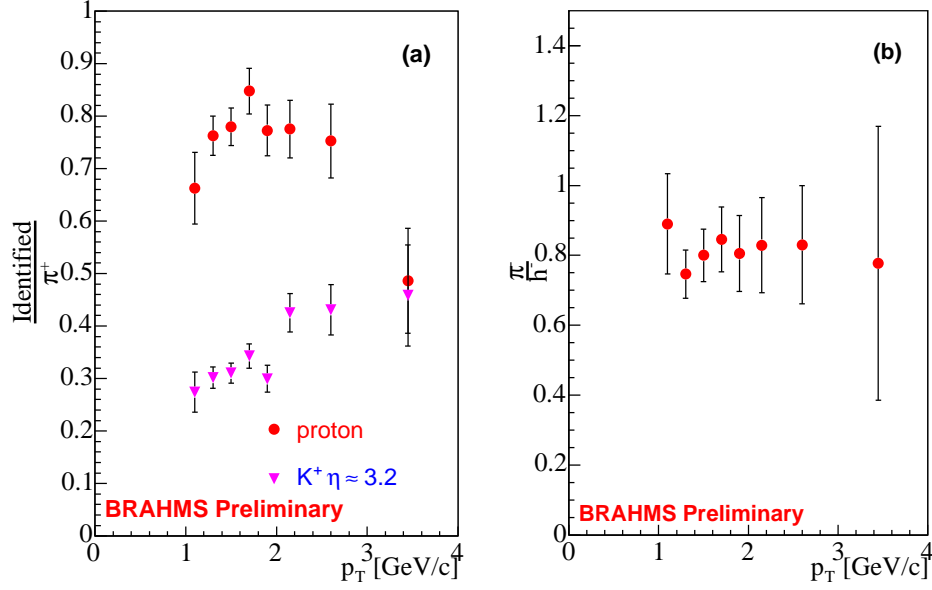 (a)
1
0.9
0.8
0.7
0.6
0.5
0.4
0.3
0.2
0.1
0
Identified
π⁺
proton
K⁺ η ≈ 3.2
BRAHMS Preliminary
0 1 2 3 4
p_T [GeV/c]
(b)
1.4
1.2
1
0.8
0.6
0.4
0.2
0
π⁻
h⁻
BRAHMS Preliminary
0 1 2 3 4
p_T [GeV/c]